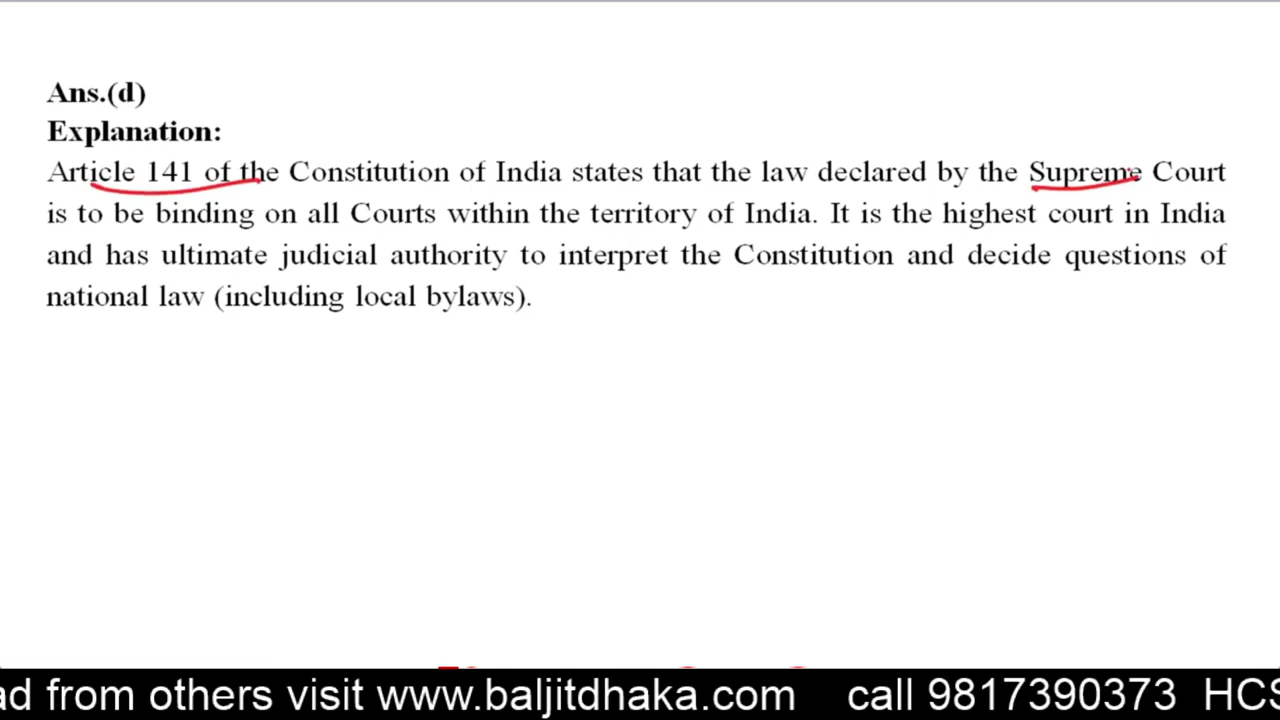 Ans.(d)
Explanation:
Article 141 of the Constitution of India states that the law declared by the Supreme Court
is to be binding on all Courts within the territory of India. It is the highest court in India
and has ultimate judicial authority to interpret the Constitution and decide questions of
national law (including local bylaws).
ad from others visit www.baljitdhaka.com call 9817390373 HCS